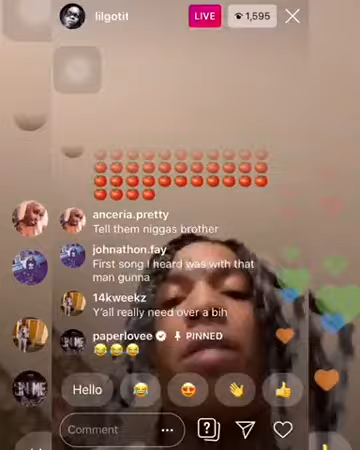 lilgotit
LIVE
1,595
anceria.pretty
Tell them niggas brother
johnathon.fay
First song I heard was with that
man gunna
14kweekz
Y'all really need over a bih
paperlovee PINNED
Hello
Comment